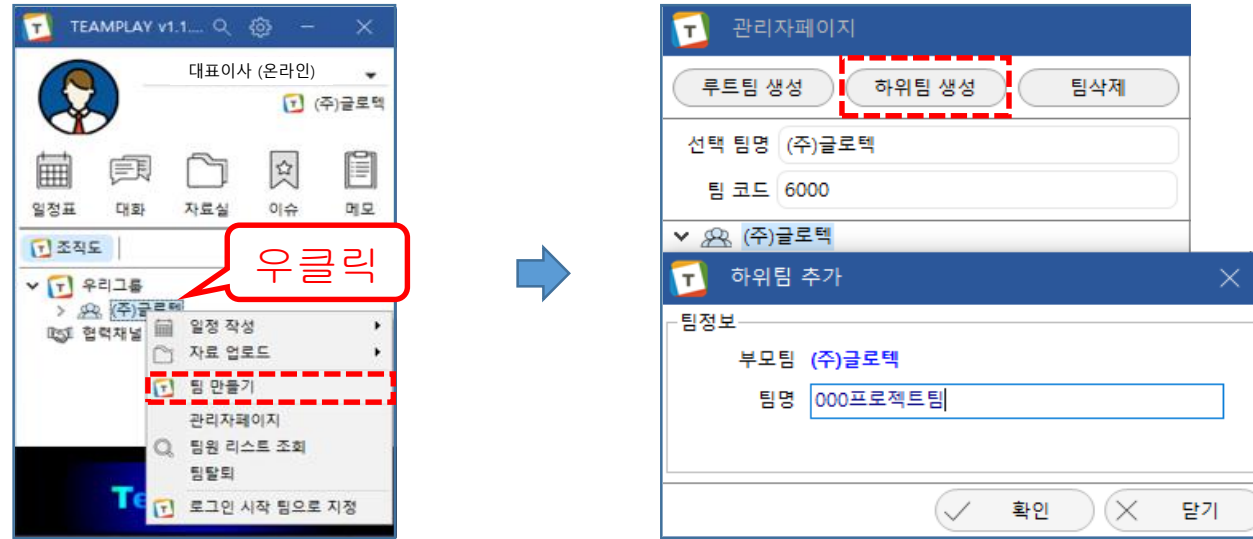 TEAMPLAY v1.1....
대표이사 (온라인)
(주)글로텍
일정표 대화 자료실 이슈 메모
조직도
우클릭
우리그룹
(주)글로텍
협력채널
일정 작성
자료 업로드
팀 만들기
관리자페이지
팀원 리스트 조회
팀탈퇴
로그인 시작 팀으로 지정
Te
관리자페이지
루트팀 생성 하위팀 생성 팀삭제
선택 팀명 (주)글로텍
팀 코드 6000
(주)글로텍
하위팀 추가
팀정보
부모팀 (주)글로텍
팀명 000프로젝트팀
확인 닫기